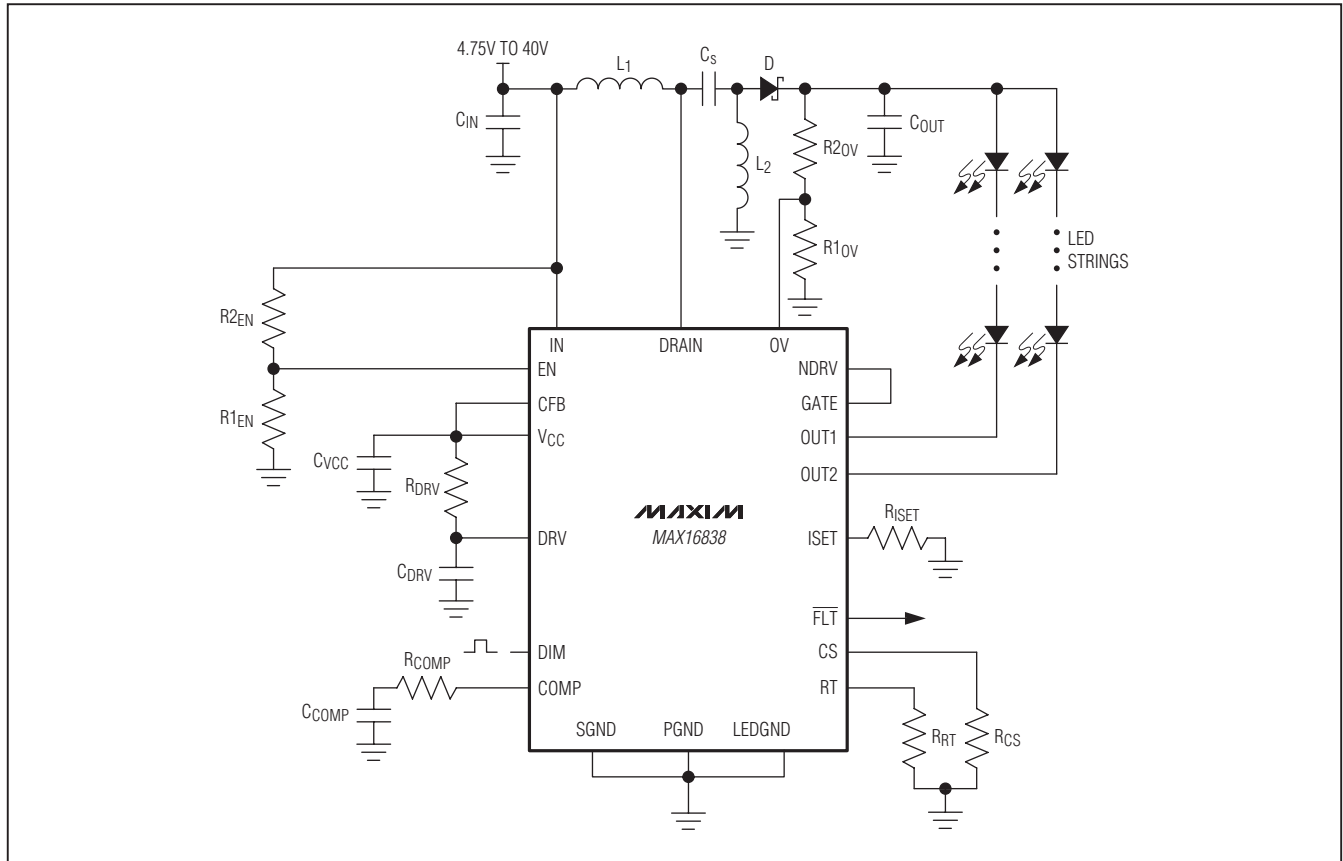 4.75V TO 40V
L1
CS
D
CIN
L2
R2OV
COUT
R1OV
LED
STRINGS
R2EN
R1EN
IN
DRAIN
OV
EN
CFB
VCC
DRV
DIM
COMP
SGND
PGND
LEDGND
NDRV
GATE
OUT1
OUT2
ISET
FLT
CS
RT
MAXIM
MAX16838
CVCC
RDRV
CDRV
RCOMP
CCOMP
RISET
RRT
RCS